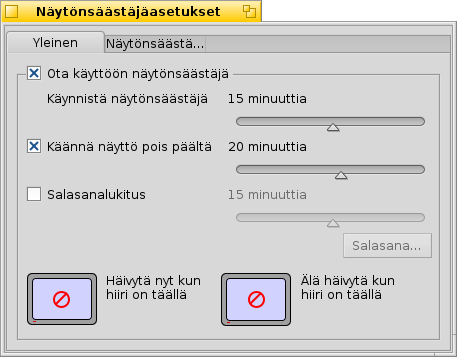 Näytönsäästäjäasetukset
Yleinen
Näytönsäästä...
Ota käyttöön näytönsäästäjä
Käynnistä näytönsäästäjä 15 minuuttia
Käännä näyttö pois päältä 20 minuuttia
Salasanalukitus 15 minuuttia
Salasana...
Häivytä nyt kun
hiiri on täällä
Älä häivytä kun
hiiri on täällä